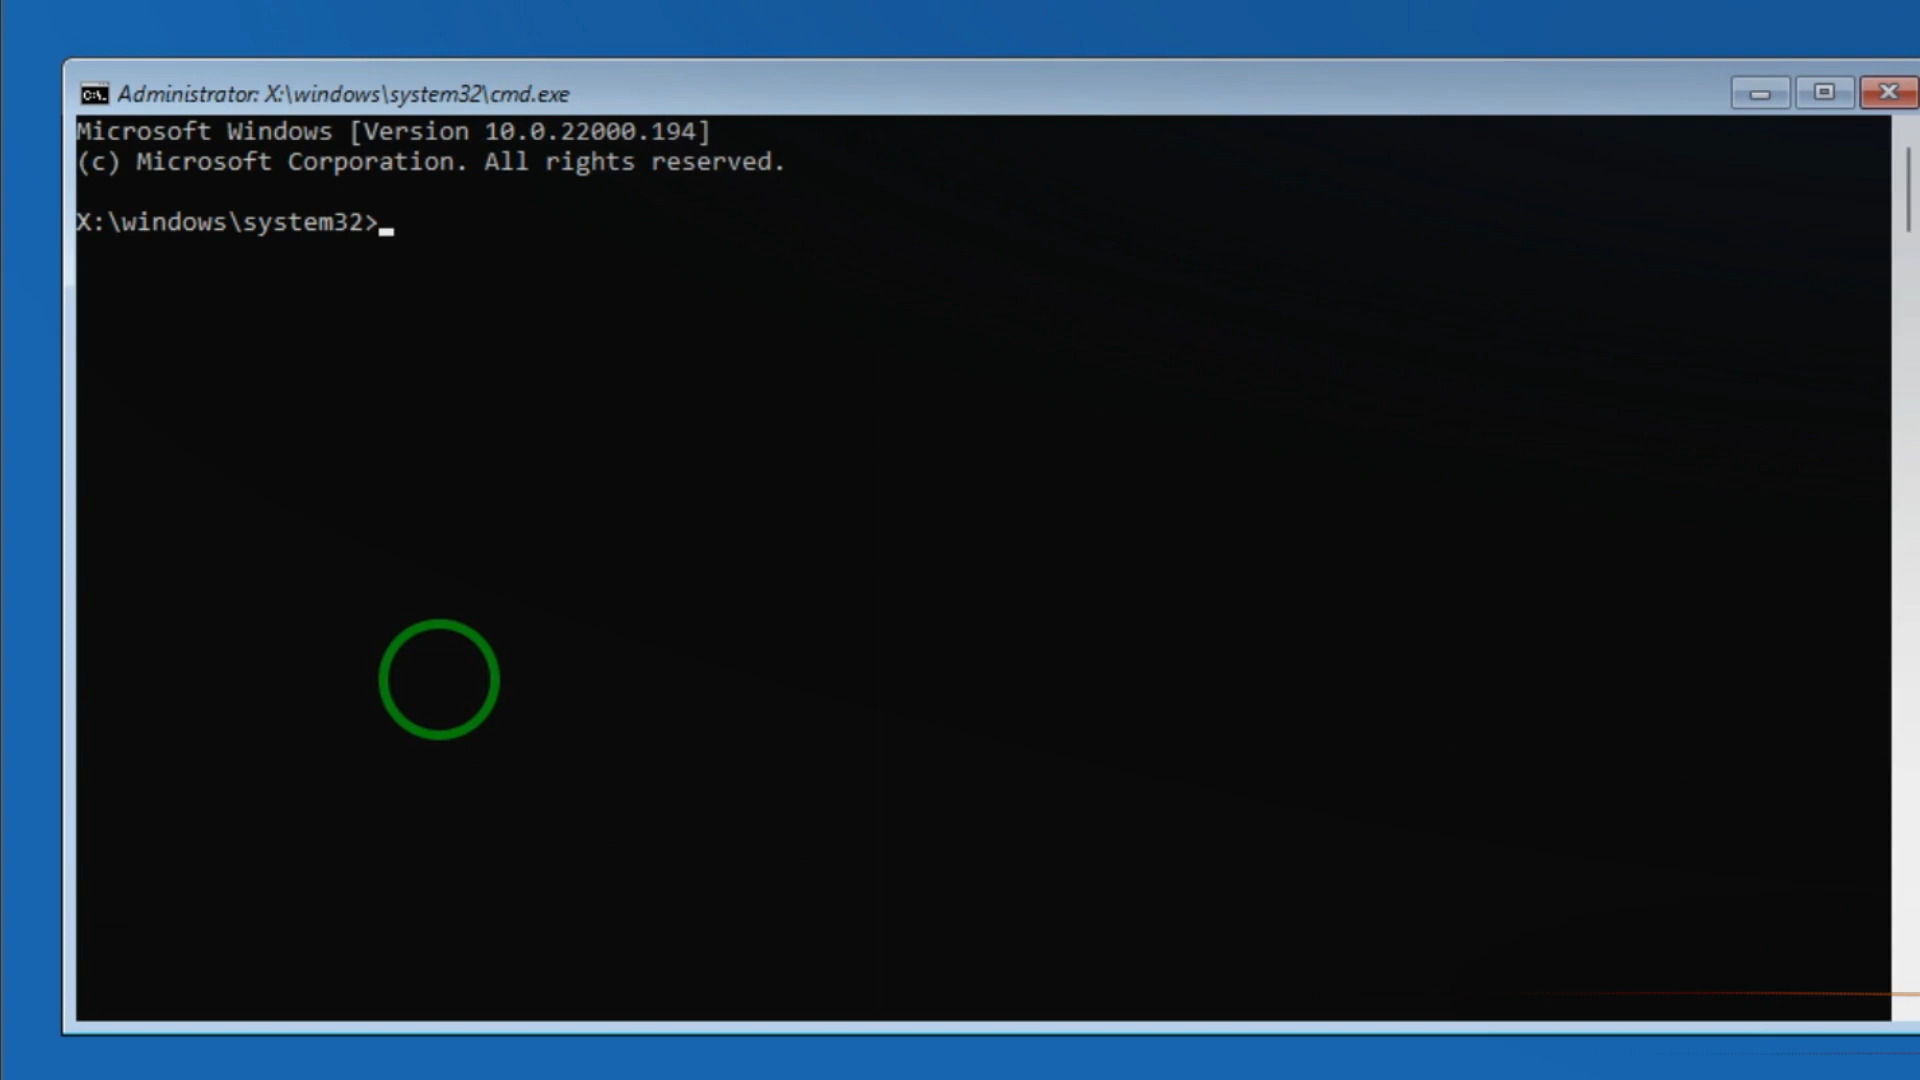 Administrator: X:\windows\system32\cmd.exe
Microsoft Windows [Version 10.0.22000.194]
(c) Microsoft Corporation. All rights reserved.
X:\windows\system32>